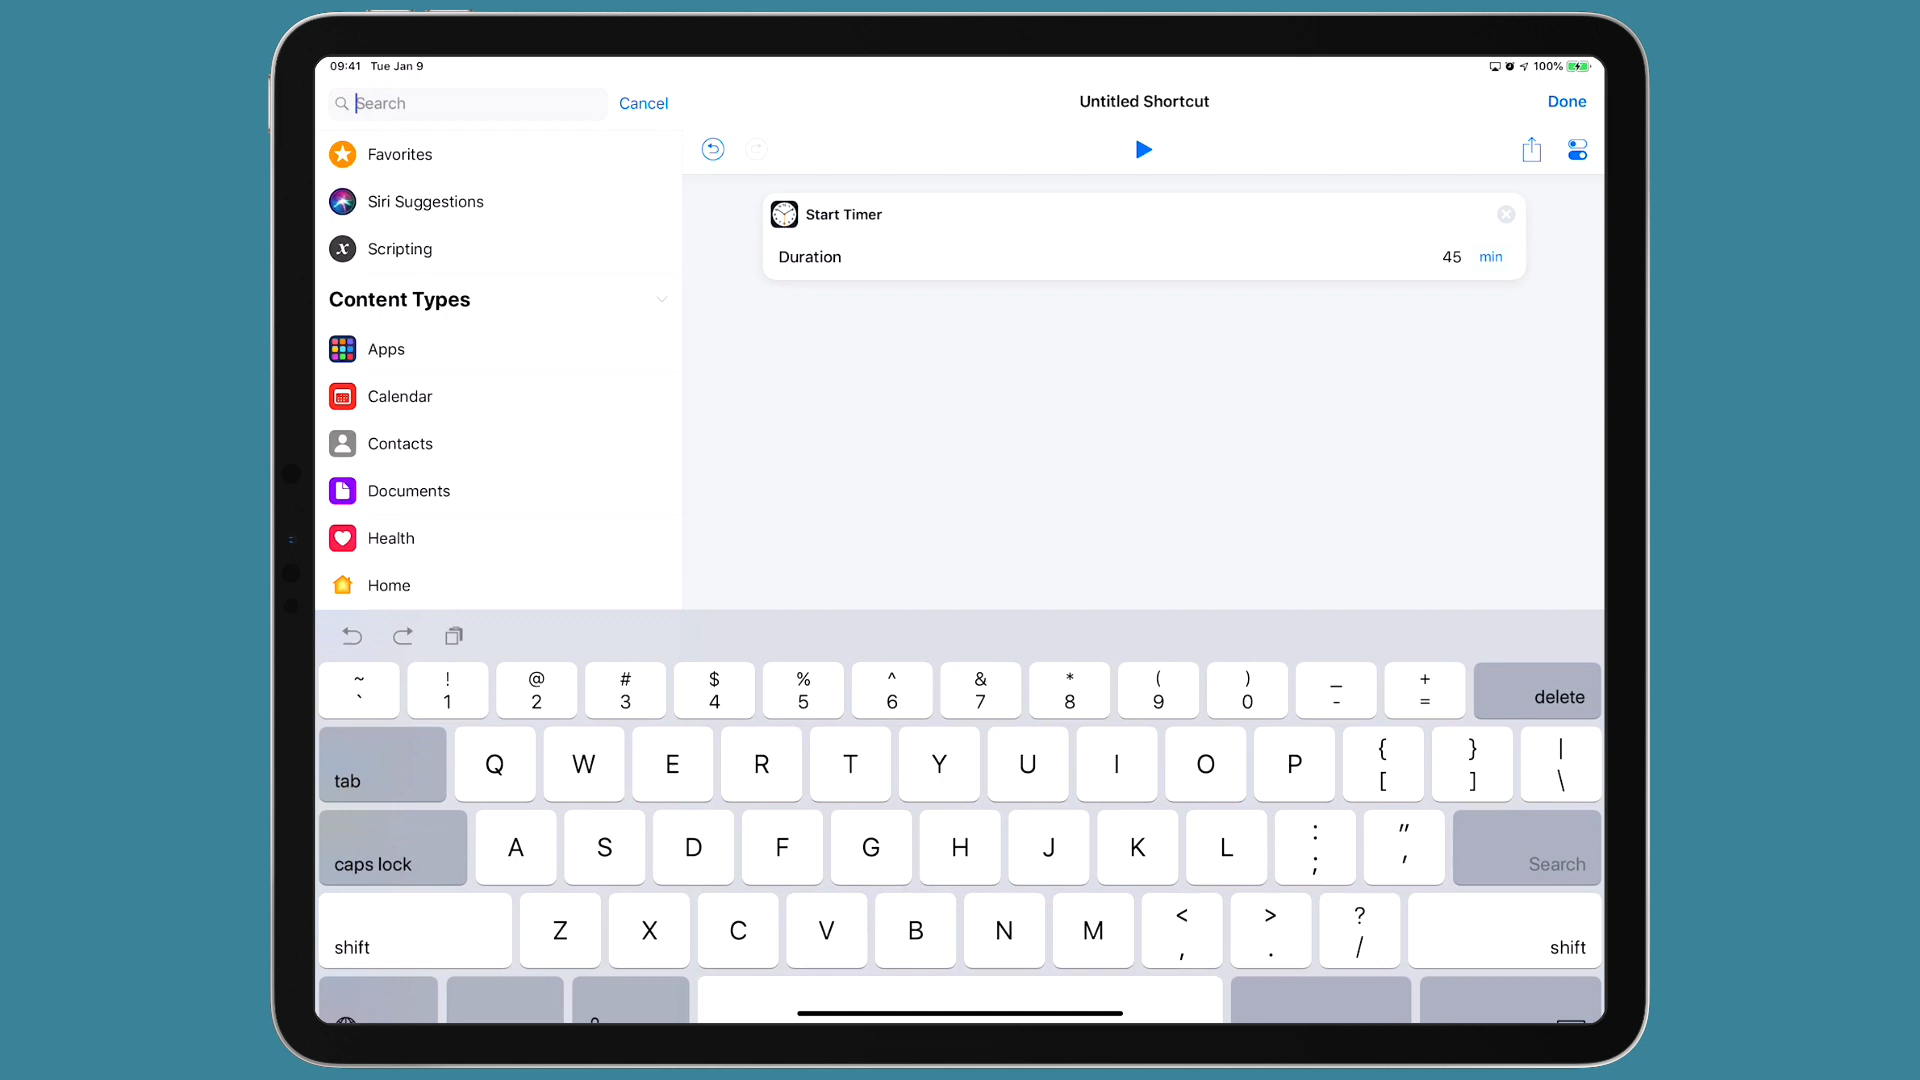 09:41 Tue Jan 9
100%
Search
Cancel
Favorites
Siri Suggestions
Scripting
Content Types
Apps
Calendar
Contacts
Documents
Health
Home
Untitled Shortcut
Done
Start Timer
Duration 45 min
~ ! @ # $ % ^ & * ( ) _ +
` 1 2 3 4 5 6 7 8 9 0 - = delete
tab Q W E R T Y U I O P { [ } ] | \
caps lock A S D F G H J K L : ; " ' Search
shift Z X C V B N M < , > . ? / shift